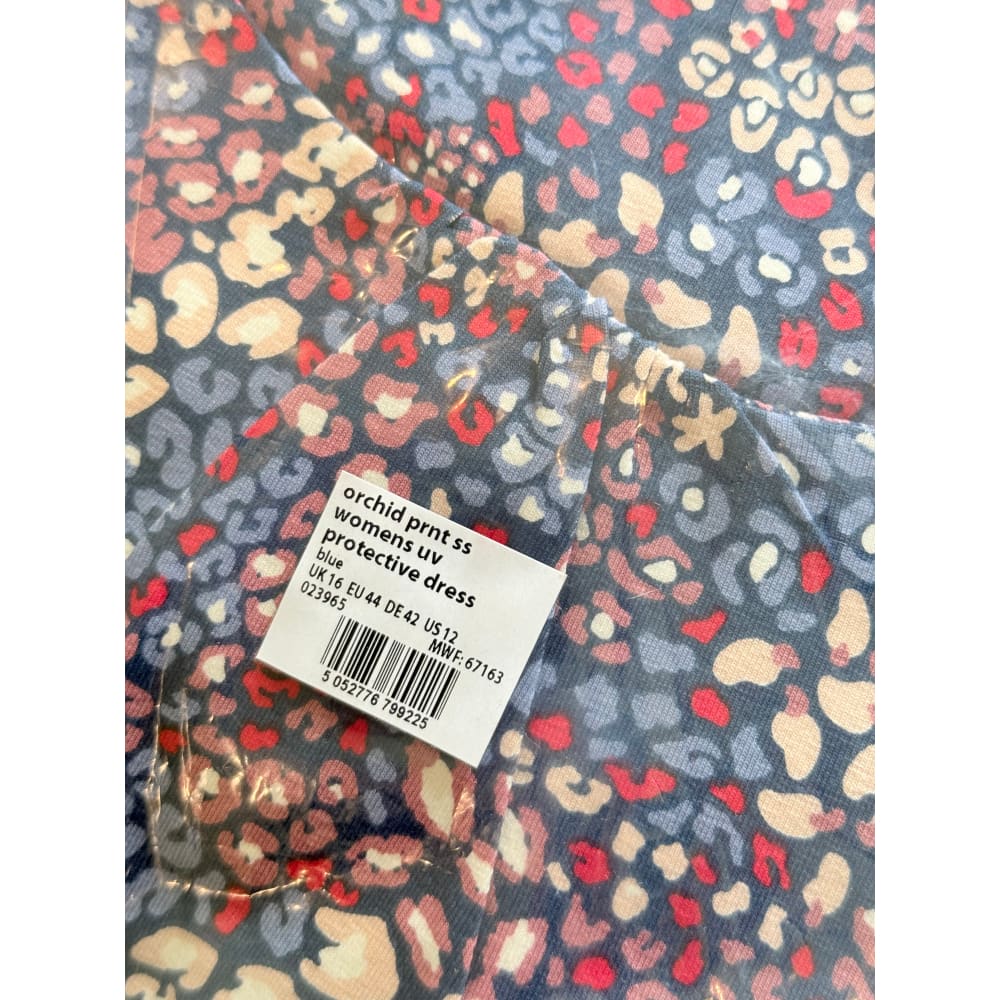 orchid prnt ss
womens uv
protective dress
blue
UK 16 EU 44 DE 42 US 12
023965
MWF: 67163
5 052776 799225